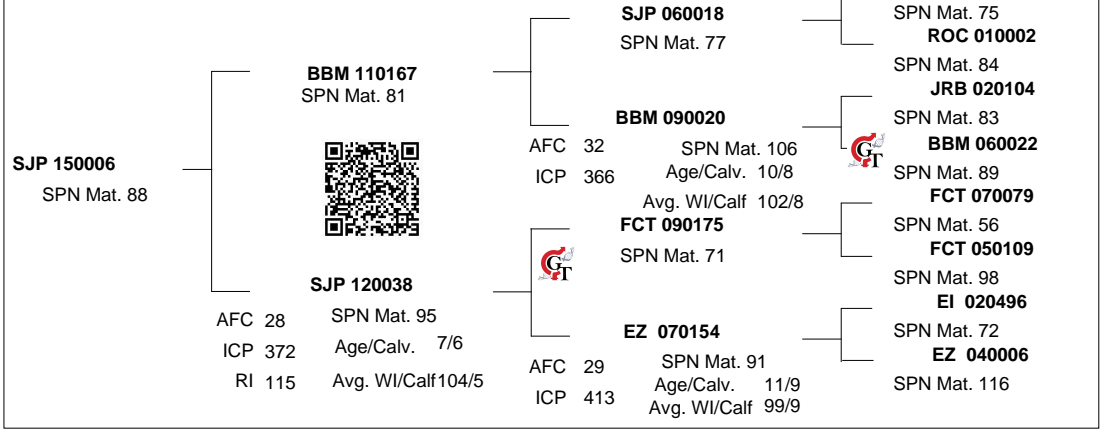 SJP 150006
SPN Mat. 88
BBM 110167
SPN Mat. 81
SJP 120038
AFC 28 SPN Mat. 95
ICP 372 Age/Calv. 7/6
RI 115 Avg. WI/Calf 104/5
SJP 060018
SPN Mat. 77
BBM 090020
AFC 32 SPN Mat. 106
ICP 366 Age/Calv. 10/8
Avg. WI/Calf 102/8
FCT 090175
SPN Mat. 71
GT
EZ 070154
AFC 29 SPN Mat. 91
ICP 413 Age/Calv. 11/9
Avg. WI/Calf 99/9
SPN Mat. 75
ROC 010002
SPN Mat. 84
JRB 020104
SPN Mat. 83
GT
BBM 060022
SPN Mat. 89
FCT 070079
SPN Mat. 56
FCT 050109
SPN Mat. 98
EI 020496
SPN Mat. 72
EZ 040006
SPN Mat. 116